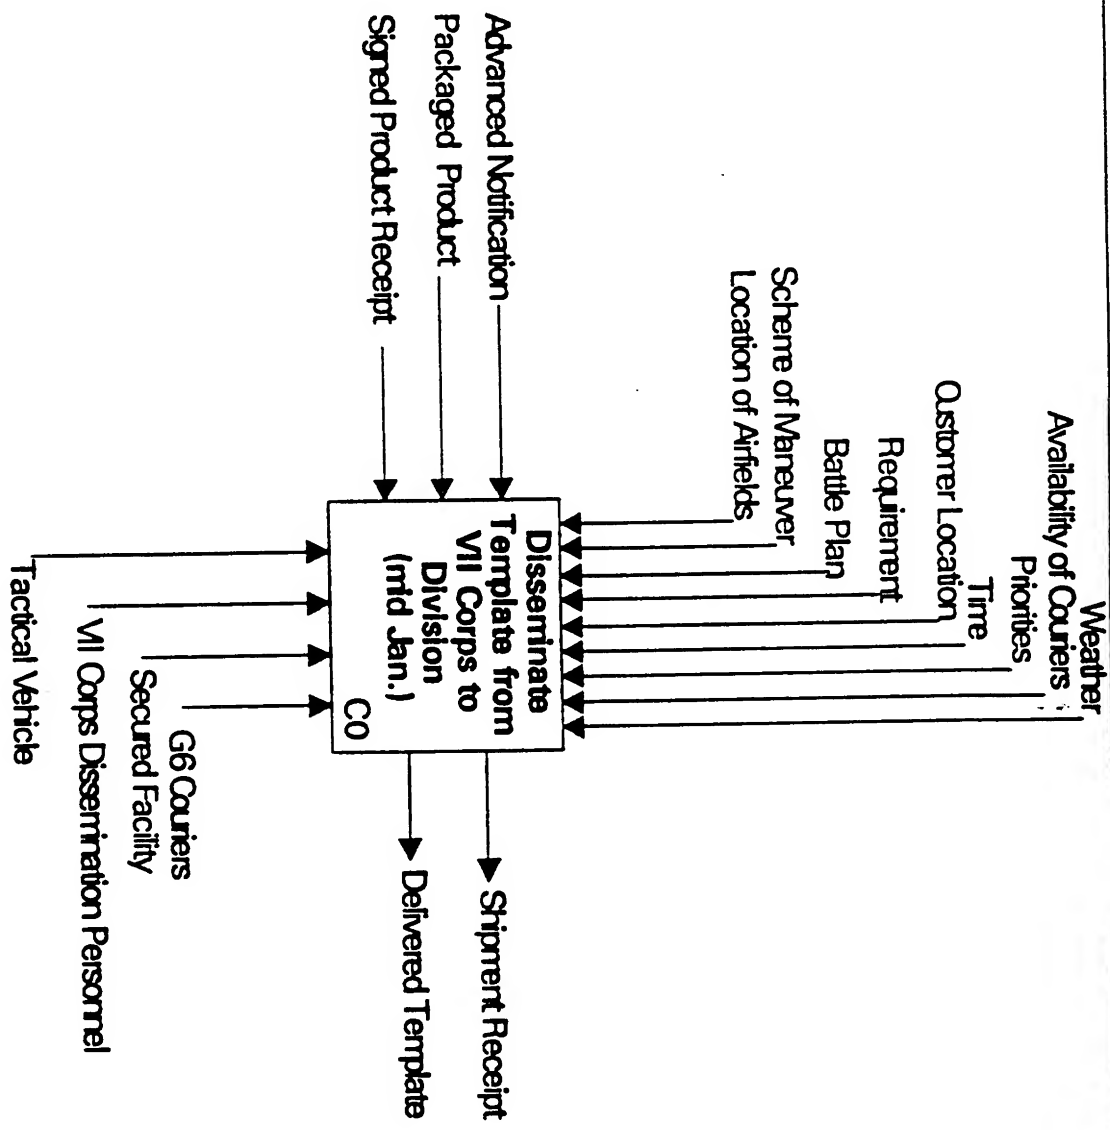 Weather
Availability of Couriers
Priorities
Time
Customer Location
Requirement
Battle Plan
Scheme of Maneuver
Location of Airfields
Advanced Notification
Packaged Product
Signed Product Receipt
Disseminate
Template from
VII Corps to
Division
(mid Jan.)
C0
Shipment Receipt
Delivered Template
G6 Couriers
Secured Facility
VII Corps Dissemination Personnel
Tactical Vehicle